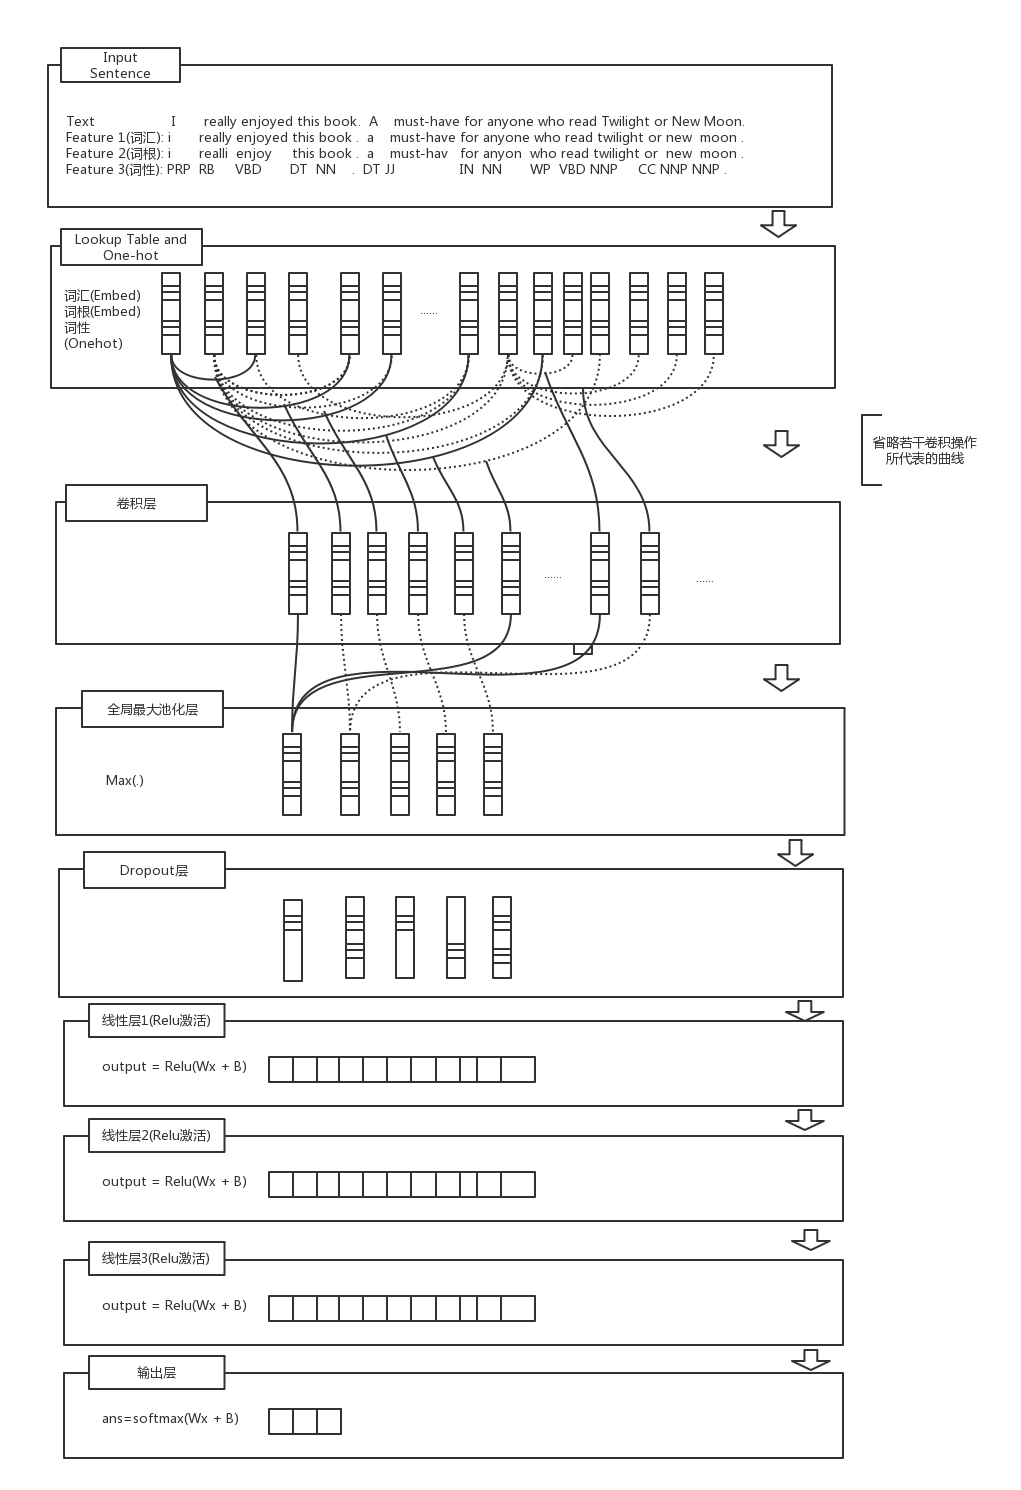 Input
Sentence
Text I really enjoyed this book. A must-have for anyone who read Twilight or New Moon.
Feature 1(词汇): i really enjoyed this book . a must-have for anyone who read twilight or new moon .
Feature 2(词根): i realli enjoy this book . a must-hav for anyon who read twilight or new moon .
Feature 3(词性): PRP RB VBD DT NN . DT JJ IN NN WP VBD NNP CC NNP NNP .
Lookup Table and
One-hot
词汇(Embed)
词根(Embed)
词性
(Onehot)
......
省略若干卷积操作
所代表的曲线
卷积层
......
......
全局最大池化层
Max(.)
Dropout层
线性层1(Relu激活)
output = Relu(Wx + B)
线性层2(Relu激活)
output = Relu(Wx + B)
线性层3(Relu激活)
output = Relu(Wx + B)
输出层
ans=softmax(Wx + B)